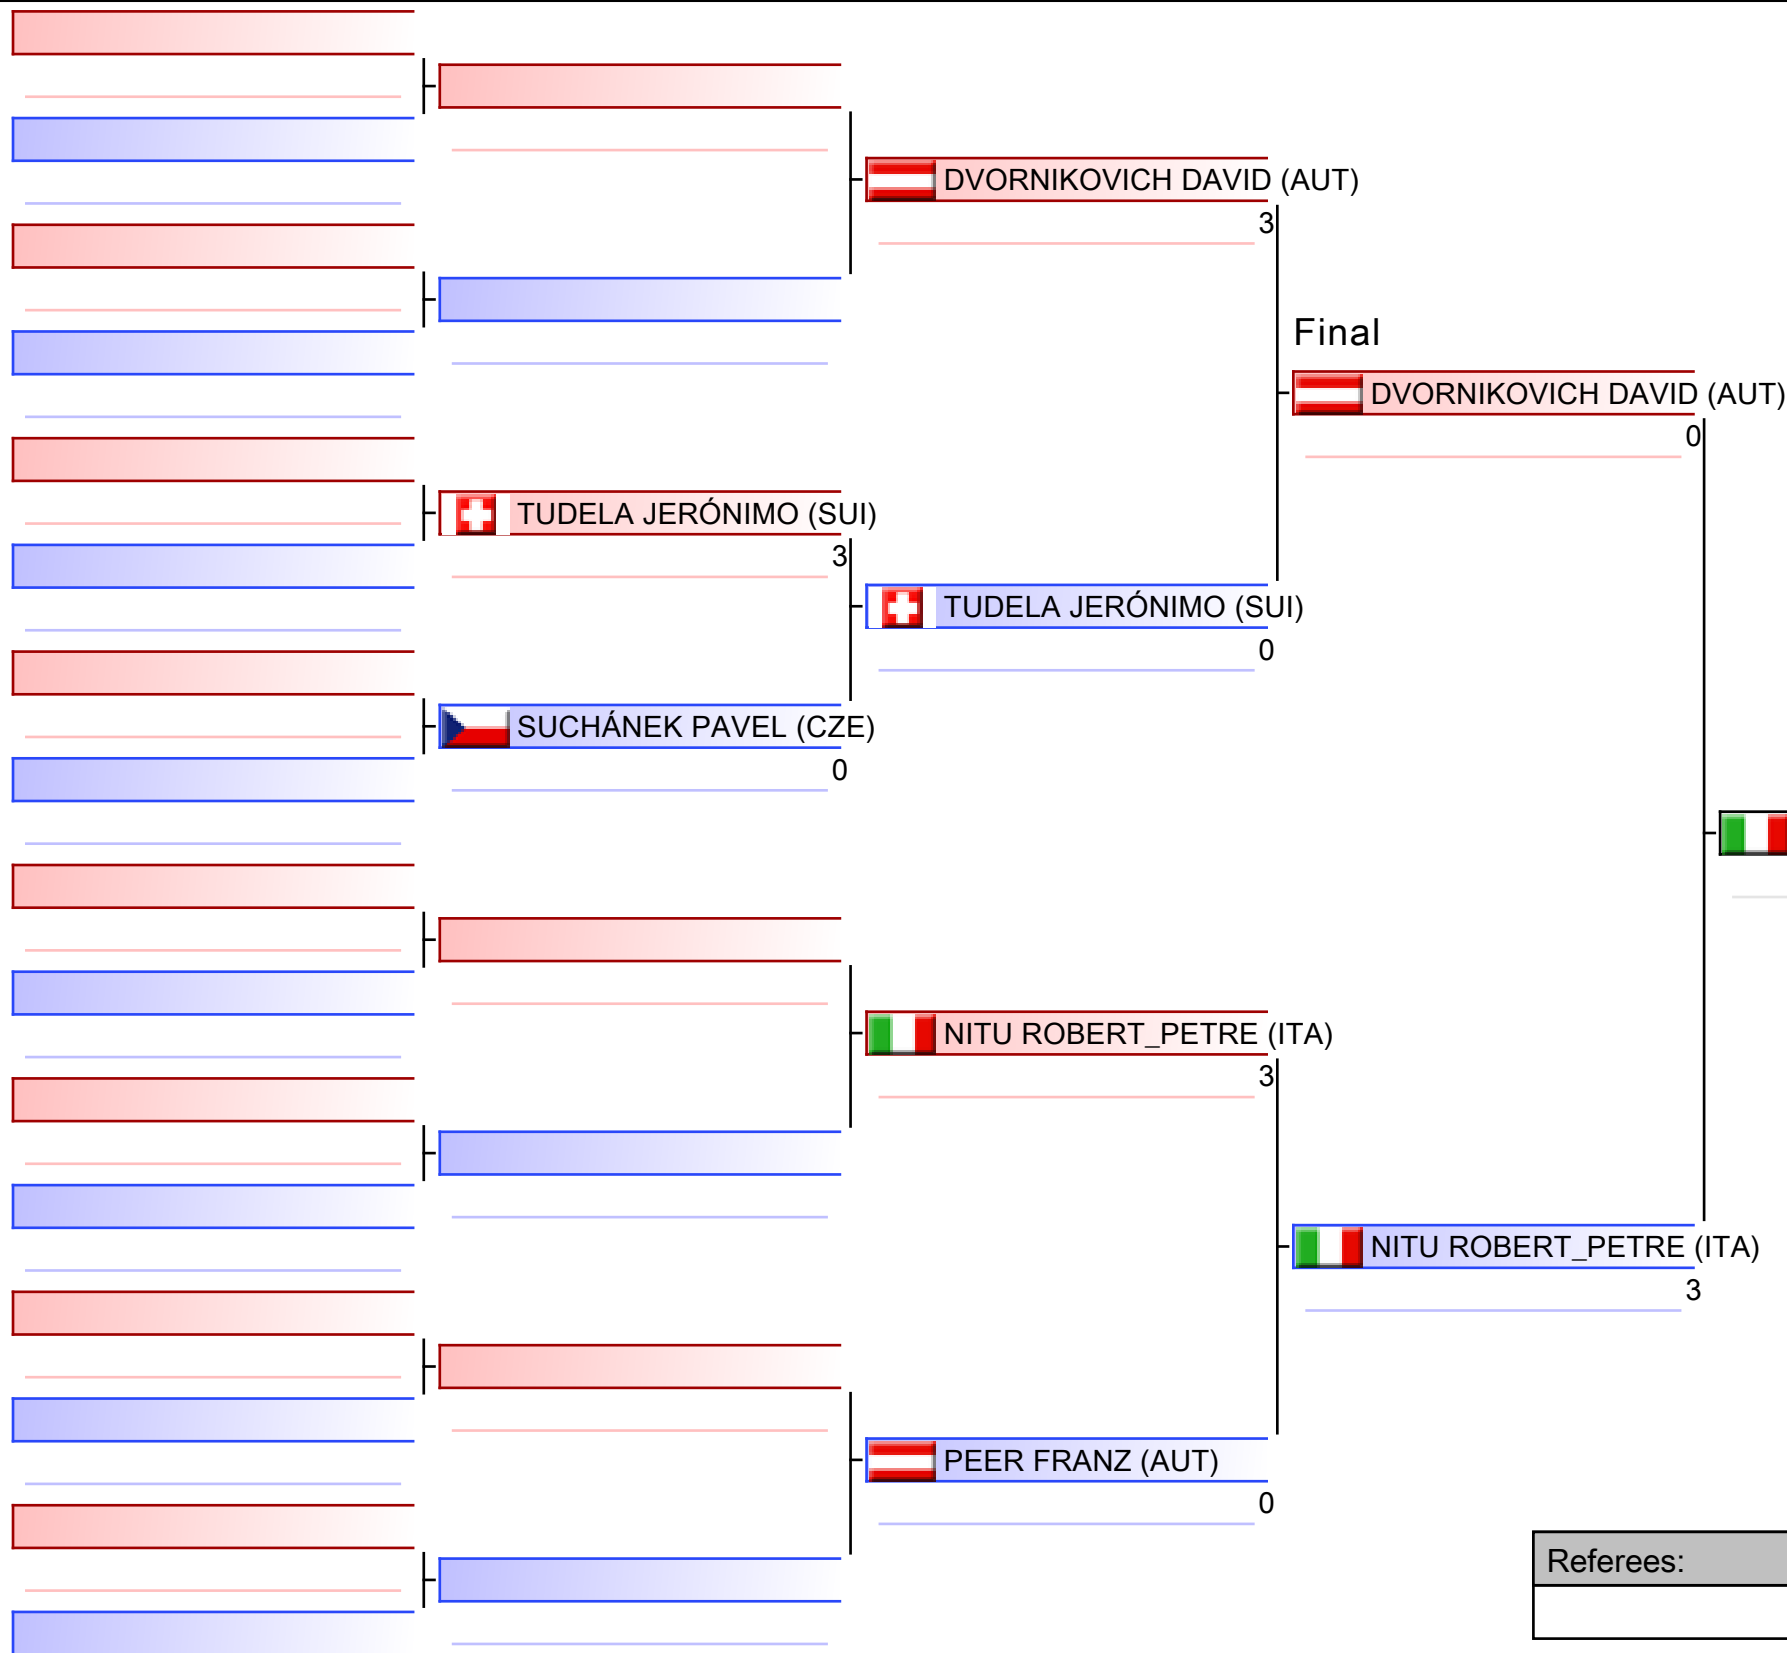 DVORNIKOVICH DAVID (AUT)
3
Final
DVORNIKOVICH DAVID (AUT)
0
TUDELA JERÓNIMO (SUI)
3
TUDELA JERÓNIMO (SUI)
0
SUCHÁNEK PAVEL (CZE)
0
NITU ROBERT_PETRE (ITA)
3
NITU ROBERT_PETRE (ITA)
3
PEER FRANZ (AUT)
0
Referees: